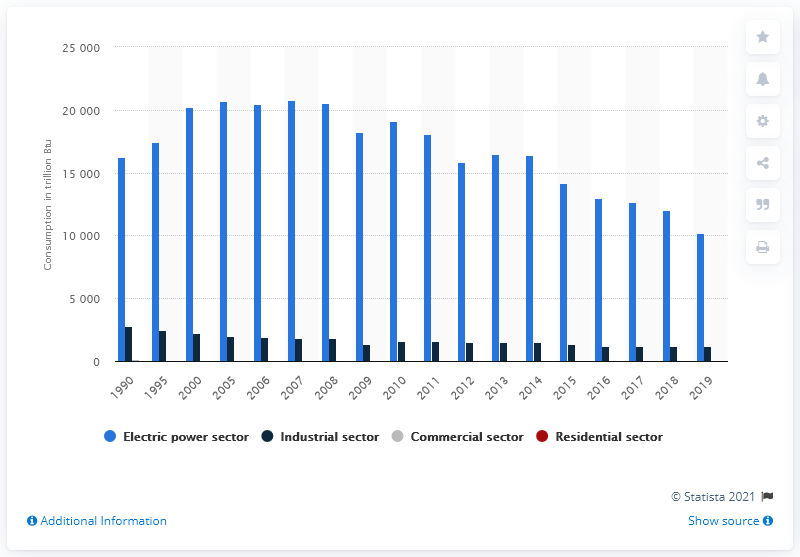 25 000
20 000
15 000
10 000
5 000
0
Consumption in trillion Btu
1990 1995 2000 2005 2006 2007 2008 2009 2010 2011 2012 2013 2014 2015 2016 2017 2018 2019
Electric power sector Industrial sector Commercial sector Residential sector
© Statista 2021
Additional Information Show source